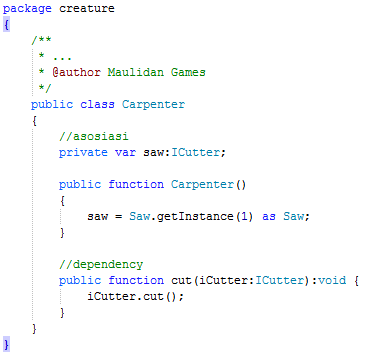 package creature
{
/**
* ...
* @author Maulidan Games
*/
public class Carpenter
{
//asosiasi
private var saw:ICutter;
public function Carpenter()
{
saw = Saw.getInstance(1) as Saw;
}
//dependency
public function cut(iCutter:ICutter):void {
iCutter.cut();
}
}
}